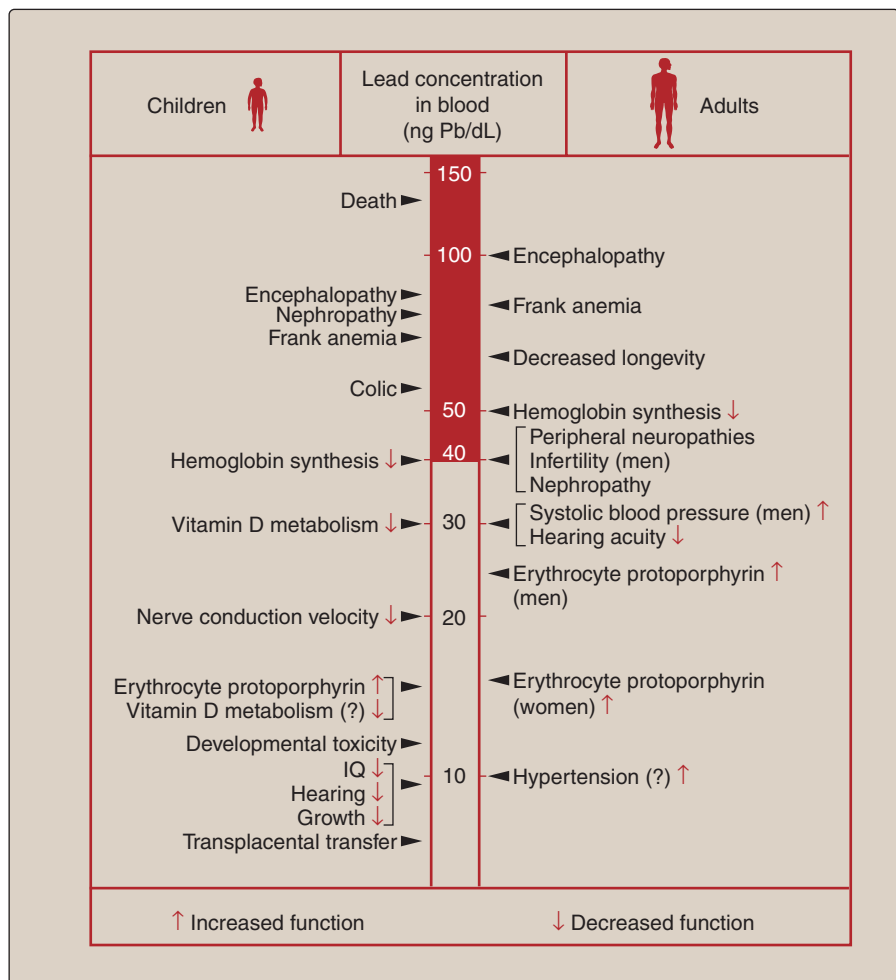 Children
Lead concentration
in blood
(ng Pb/dL)
Adults
150
Death
100
Encephalopathy
Encephalopathy
Nephropathy
Frank anemia
Frank anemia
Decreased longevity
Colic
50
Hemoglobin synthesis ↓
Peripheral neuropathies
40
Hemoglobin synthesis ↓
Infertility (men)
Nephropathy
Systolic blood pressure (men) ↑
Vitamin D metabolism ↓
30
Hearing acuity ↓
Erythrocyte protoporphyrin ↑
(men)
Nerve conduction velocity ↓
20
Erythrocyte protoporphyrin ↑
Vitamin D metabolism (?) ↓
Erythrocyte protoporphyrin
(women) ↑
Developmental toxicity
IQ ↓
Hearing ↓
Growth ↓
10
Hypertension (?) ↑
Transplacental transfer
↑ Increased function
↓ Decreased function